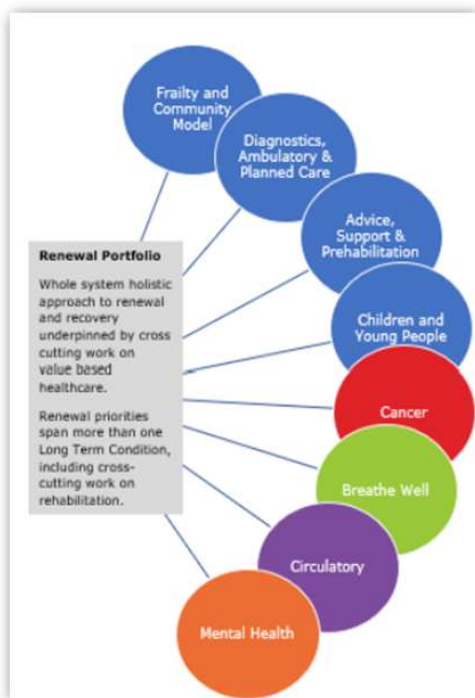 Frailty and
Community
Model
Diagnostics,
Ambulatory &
Planned Care
Advice,
Support &
Prehabilitation
Children and
Young People
Cancer
Breathe Well
Circulatory
Mental Health
Renewal Portfolio
Whole system holistic
approach to renewal
and recovery
underpinned by cross
cutting work on
value based
healthcare.
Renewal priorities
span more than one
Long Term Condition,
including cross-
cutting work on
rehabilitation.